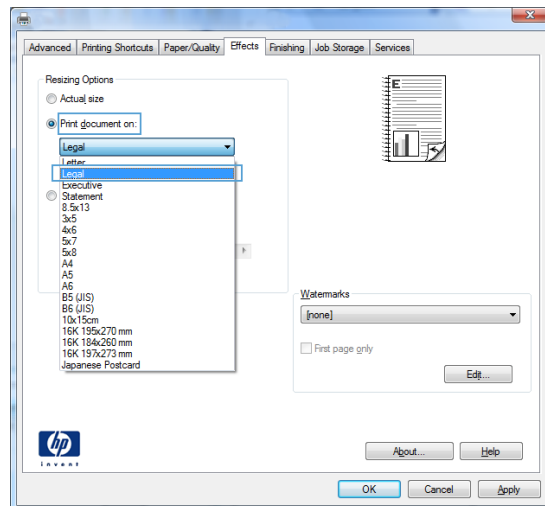 Advanced Printing Shortcuts Paper/Quality Effects Finishing Job Storage Services
Resizing Options
Actual size
Print document on:
Legal
Letter
Legal
Executive
Statement
8.5x13
3x5
4x6
5x7
5x8
A4
A5
A6
B5 (JIS)
B6 (JIS)
10x15cm
16K 195x270 mm
16K 184x260 mm
16K 197x273 mm
Japanese Postcard
E
Watermarks
[none]
First page only
Edit...
hp
invent
About... Help
OK Cancel Apply